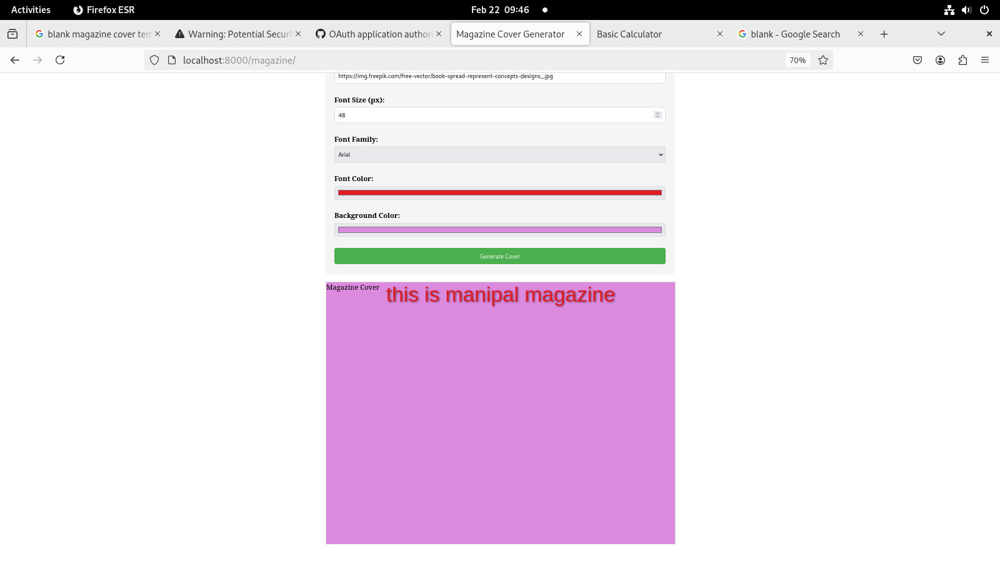 Activities Firefox ESR Feb 22 09:46
blank magazine cover tem Warning: Potential Securi OAuth application authori Magazine Cover Generator Basic Calculator blank - Google Search
localhost:8000/magazine/ 70%
https://img.freepik.com/free-vector/book-spread-represent-concepts-designs_.jpg
Font Size (px):
48
Font Family:
Arial
Font Color:
Background Color:
Generate Cover
Magazine Cover
this is manipal magazine